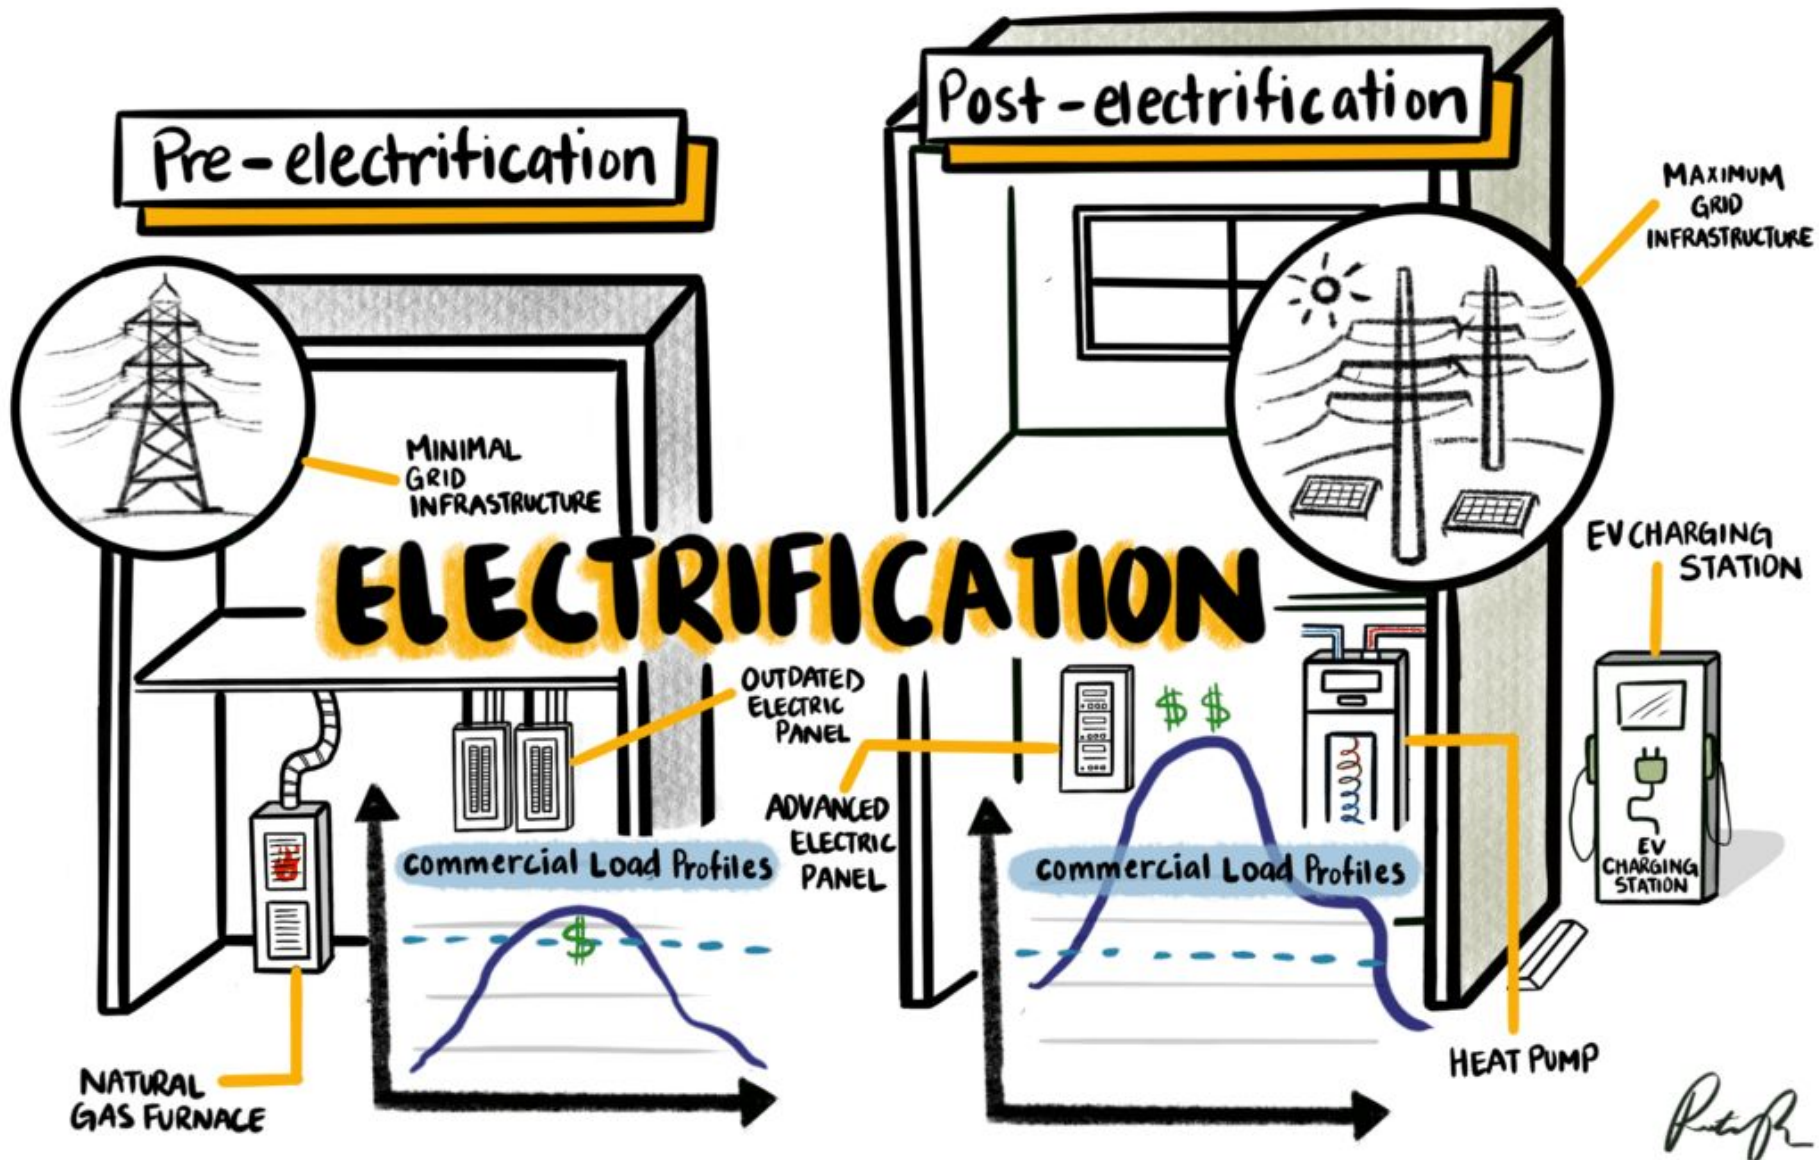 Pre-electrification
Post-electrification
MAXIMUM
GRID
INFRASTRUCTURE
MINIMAL
GRID
INFRASTRUCTURE
ELECTRIFICATION
EV CHARGING
STATION
OUTDATED
ELECTRIC
PANEL
$ $
ADVANCED
ELECTRIC
PANEL
commercial Load Profiles
$
commercial Load Profiles
EV
CHARGING
STATION
NATURAL
GAS FURNACE
HEAT PUMP